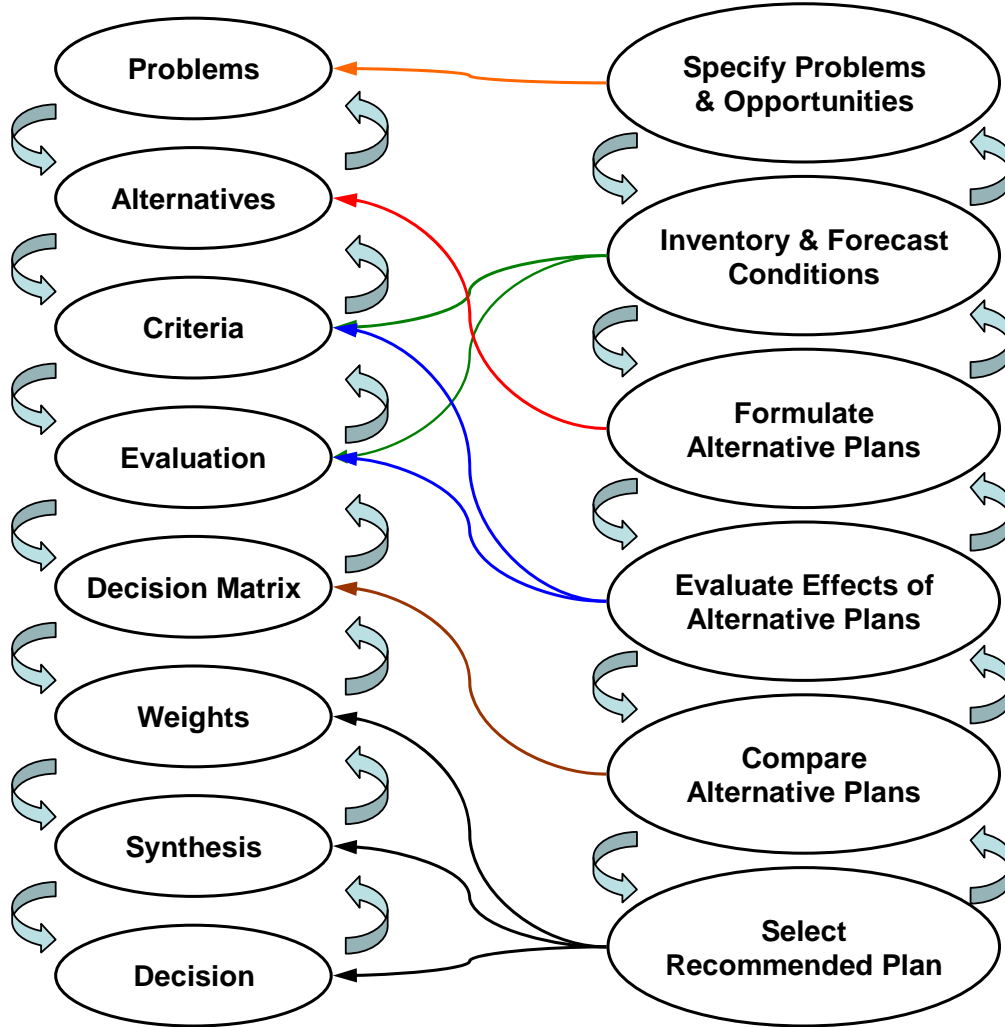 Problems
Alternatives
Criteria
Evaluation
Decision Matrix
Weights
Synthesis
Decision
Specify Problems
& Opportunities
Inventory & Forecast
Conditions
Formulate
Alternative Plans
Evaluate Effects of
Alternative Plans
Compare
Alternative Plans
Select
Recommended Plan